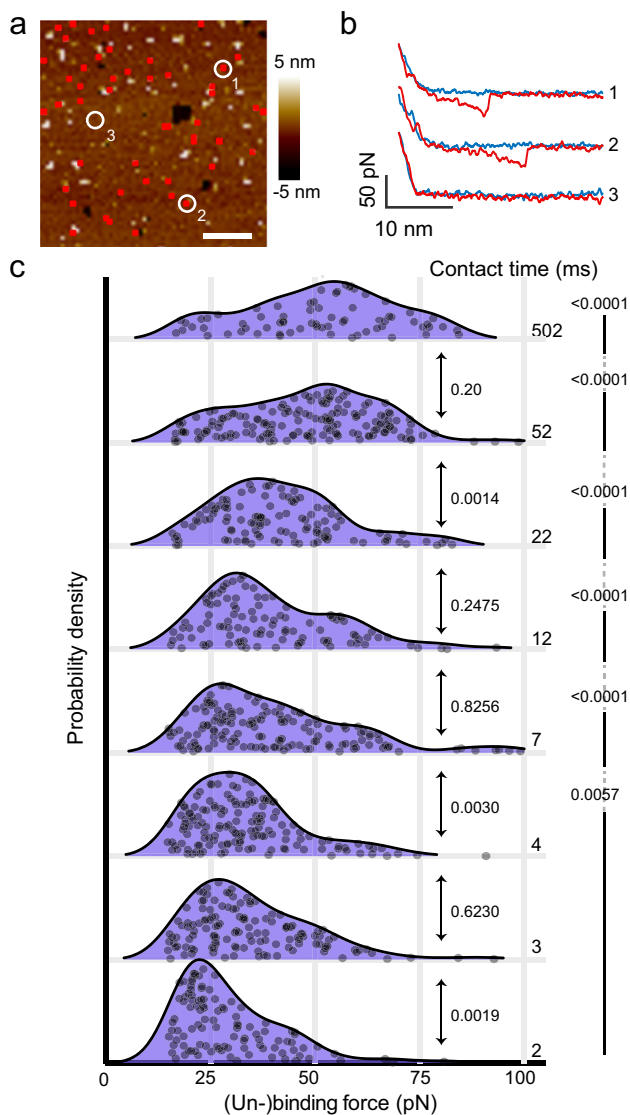 a
5 nm
-5 nm
1
3
2
b
1
2
3
50 pN
10 nm
c
Contact time (ms)
<0.0001
502
<0.0001
0.20
52
<0.0001
0.0014
22
<0.0001
0.2475
12
<0.0001
0.8256
7
0.0057
0.0030
4
0.6230
3
0.0019
2
Probability density
0 25 50 75 100
(Un-)binding force (pN)